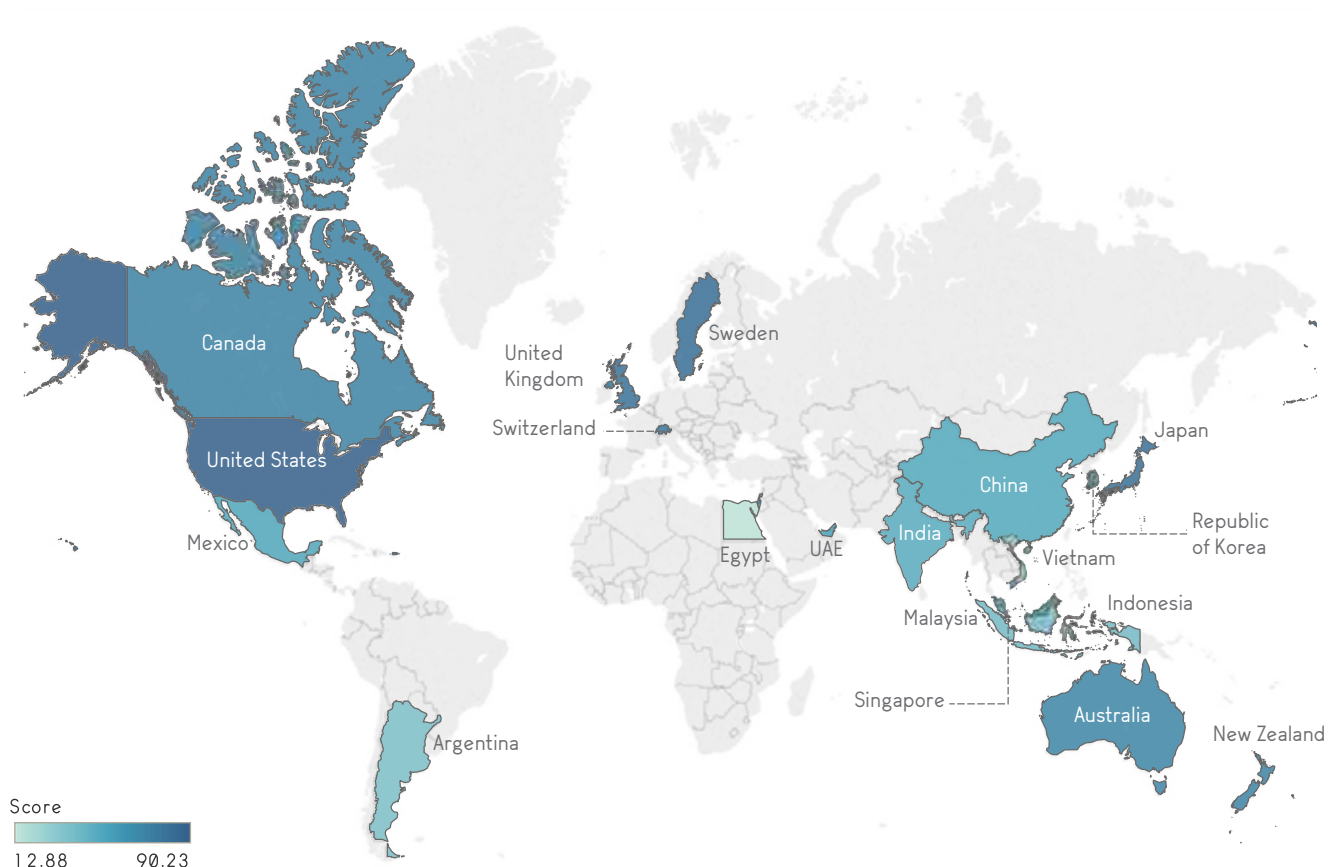 Canada
Sweden
United
Kingdom
Switzerland
Japan
United States
China
Republic
of Korea
India
Mexico
Egypt
UAE
Vietnam
Malaysia
Indonesia
Singapore
Australia
New Zealand
Argentina
Score
12.88 90.23